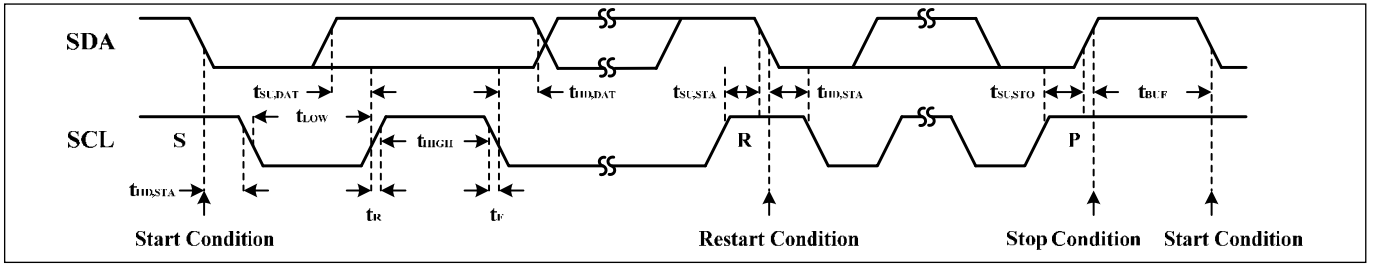 SDA
tSU,DAT
tHD,DAT
tSU,STA
tHD,STA
tSU,STO
tBUF
tLOW
SCL
S
tHIGH
R
P
tHD,STA
tR
tF
Start Condition
Restart Condition
Stop Condition
Start Condition